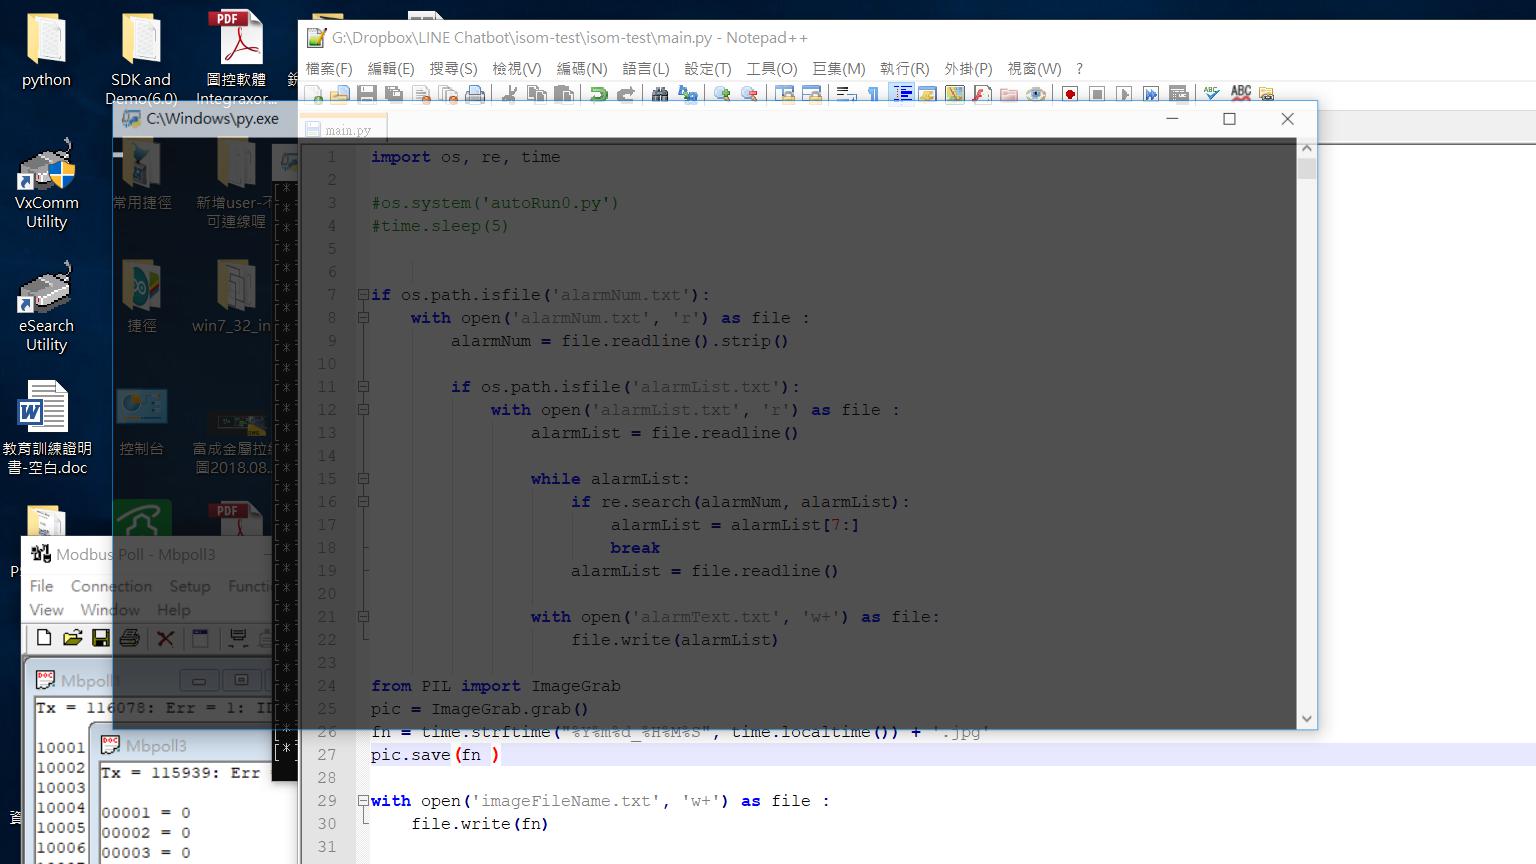 python
SDK and
Demo(6.0)
圖控軟體
Integraxor...
VxComm
Utility
常用捷徑
新增user-不
可連線喔
eSearch
Utility
捷徑
win7_32_in
教育訓練證明
書-空白.doc
控制台
富成金屬拉
圖2018.08..
G:\Dropbox\LINE Chatbot\isom-test\isom-test\main.py - Notepad++
檔案(F) 編輯(E) 搜尋(S) 檢視(V) 編碼(N) 語言(L) 設定(T) 工具(O) 巨集(M) 執行(R) 外掛(P) 視窗(W) ?
C:\Windows\py.exe
main.py
1 import os, re, time
2
3 #os.system('autoRun0.py')
4 #time.sleep(5)
5
6
7 if os.path.isfile('alarmNum.txt'):
8 with open('alarmNum.txt', 'r') as file :
9 alarmNum = file.readline().strip()
10
11 if os.path.isfile('alarmList.txt'):
12 with open('alarmList.txt', 'r') as file :
13 alarmList = file.readline()
14
15 while alarmList:
16 if re.search(alarmNum, alarmList):
17 alarmList = alarmList[7:]
18 break
19 alarmList = file.readline()
20
21 with open('alarmText.txt', 'w+') as file:
22 file.write(alarmList)
23
24 from PIL import ImageGrab
25 pic = ImageGrab.grab()
26 fn = time.strftime("%Y%m%d_%H%M%S", time.localtime()) + '.jpg'
27 pic.save(fn )
28
29 with open('imageFileName.txt', 'w+') as file :
30 file.write(fn)
31
Modbus Poll - Mbpoll3
File Connection Setup Functi
View Window Help
Mbpoll
Tx = 116078: Err = 1: ID
10001
10002
10003
10004
10005
10006
Mbpoll3
Tx = 115939: Err
00001 = 0
00002 = 0
00003 = 0